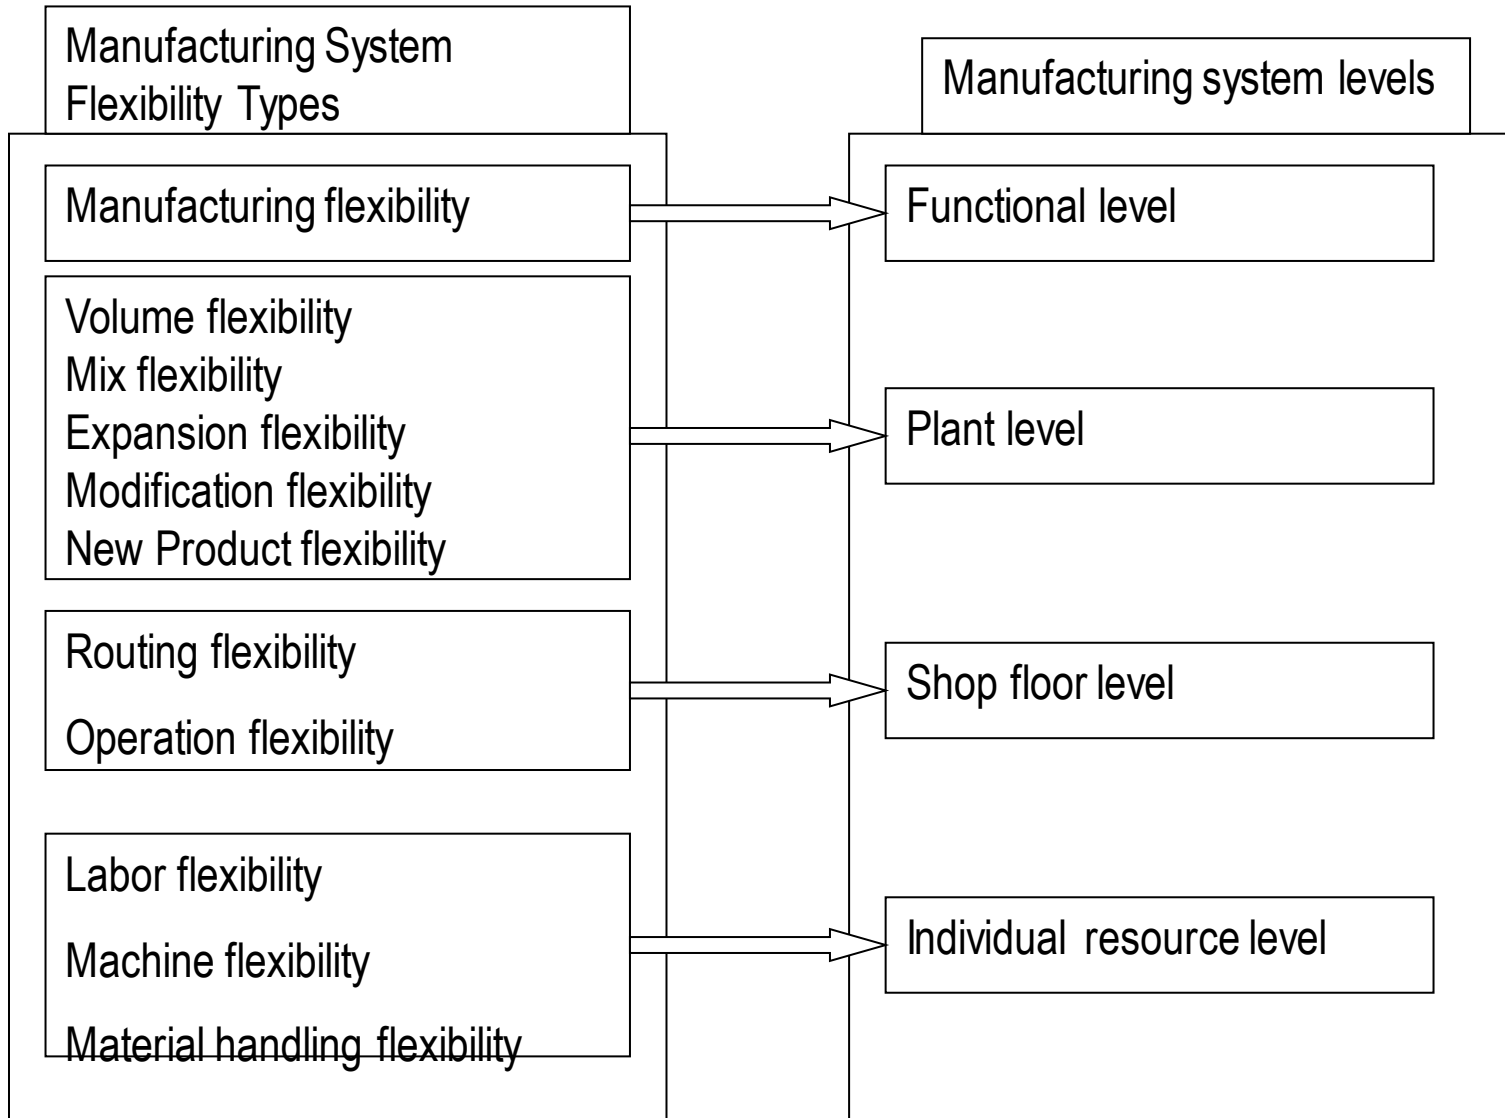 Manufacturing System
Flexibility Types
Manufacturing system levels
Manufacturing flexibility
Functional level
Volume flexibility
Mix flexibility
Expansion flexibility
Modification flexibility
New Product flexibility
Plant level
Routing flexibility
Operation flexibility
Shop floor level
Labor flexibility
Machine flexibility
Material handling flexibility
Individual resource level